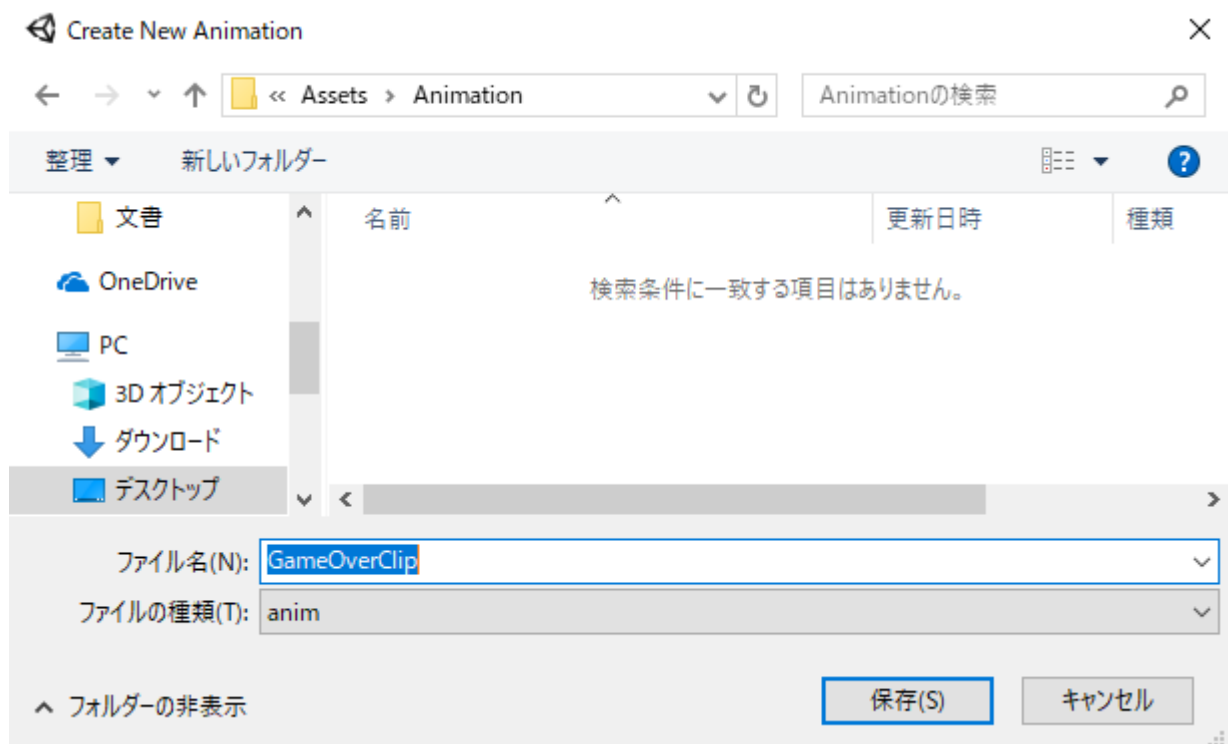 Create New Animation
« Assets › Animation
Animationの検索
整理
新しいフォルダー
文書
名前
更新日時
種類
OneDrive
検索条件に一致する項目はありません。
PC
3D オブジェクト
ダウンロード
デスクトップ
ファイル名(N): GameOverClip
ファイルの種類(T): anim
フォルダーの非表示
保存(S)
キャンセル